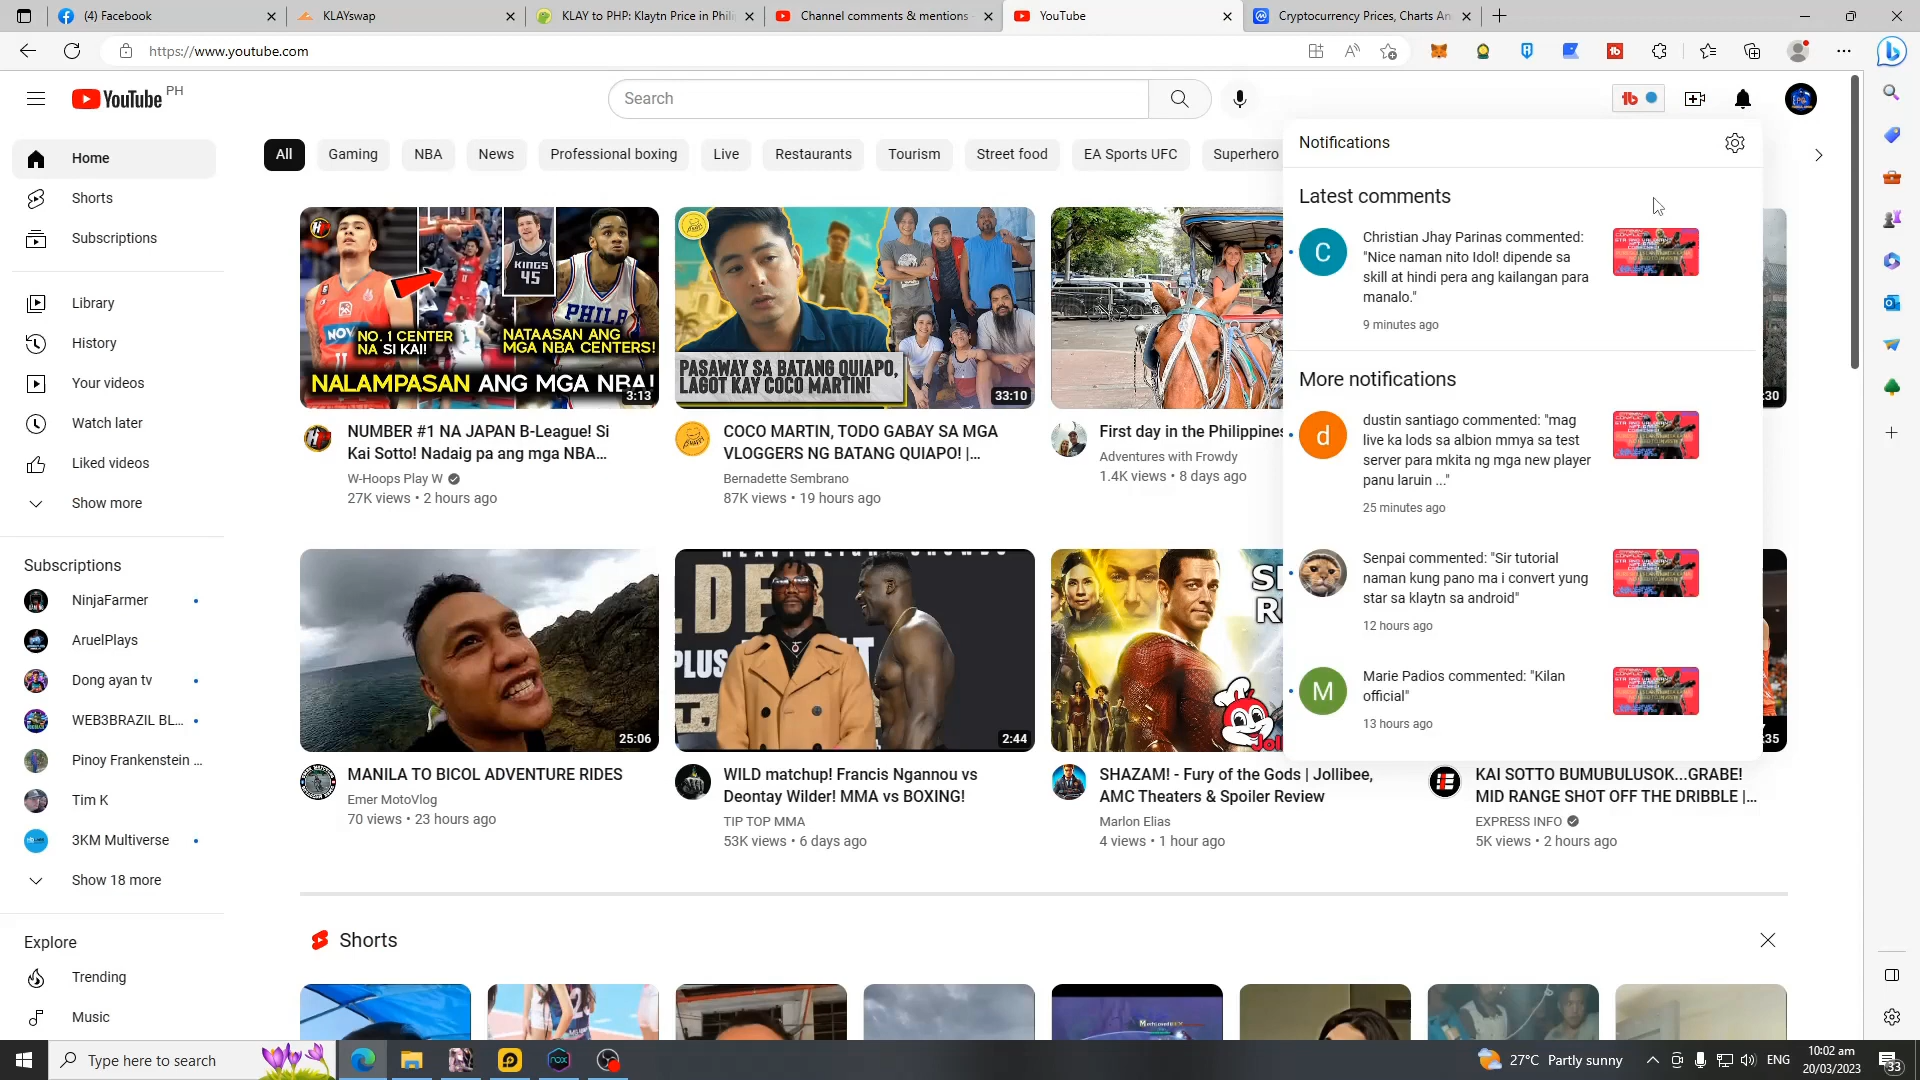 (4) Facebook
KLAYswap
KLAY to PHP: Klaytn Price in Phili
Channel comments & mentions -
YouTube
Cryptocurrency Prices, Charts An
https://www.youtube.com
YouTube PH
Search
Home
Shorts
Subscriptions
Library
History
Your videos
Watch later
Liked videos
Show more
Subscriptions
NinjaFarmer
AruelPlays
Dong ayan tv
WEB3BRAZIL BL...
Pinoy Frankenstein ...
Tim K
3KM Multiverse
Show 18 more
Explore
Trending
Music
All
Gaming
NBA
News
Professional boxing
Live
Restaurants
Tourism
Street food
EA Sports UFC
Superhero
NOV
NO. 1 CENTER
NA SI KAI!
KINGS
45
PHILA
NATAASAN ANG
MGA NBA CENTERS!
NALAMPASAN ANG MGA NBA!
3:13
NUMBER #1 NA JAPAN B-League! Si
Kai Sotto! Nadaig pa ang mga NBA...
W-Hoops Play W
27K views • 2 hours ago
PASAWAY SA BATANG QUIAPO,
LAGOT KAY COCO MARTIN!
33:10
COCO MARTIN, TODO GABAY SA MGA
VLOGGERS NG BATANG QUIAPO! |...
Bernadette Sembrano
87K views • 19 hours ago
First day in the Philippines
Adventures with Frowdy
1.4K views • 8 days ago
:30
25:06
MANILA TO BICOL ADVENTURE RIDES
Emer MotoVlog
70 views • 23 hours ago
LDE
PLUS
2:44
WILD matchup! Francis Ngannou vs
Deontay Wilder! MMA vs BOXING!
TIP TOP MMA
53K views • 6 days ago
SHAZAM! - Fury of the Gods | Jollibee,
AMC Theaters & Spoiler Review
Marlon Elias
4 views • 1 hour ago
:35
KAI SOTTO BUMUBULUSOK...GRABE!
MID RANGE SHOT OFF THE DRIBBLE |...
EXPRESS INFO
5K views • 2 hours ago
Notifications
Latest comments
C
Christian Jhay Parinas commented:
"Nice naman nito Idol! dipende sa
skill at hindi pera ang kailangan para
manalo."
9 minutes ago
More notifications
d
dustin santiago commented: "mag
live ka lods sa albion mmya sa test
server para mkita ng mga new player
panu laruin ..."
25 minutes ago
Senpai commented: "Sir tutorial
naman kung pano ma i convert yung
star sa klaytn sa android"
12 hours ago
M
Marie Padios commented: "Kilan
official"
13 hours ago
Shorts
Type here to search
27°C Partly sunny
ENG
10:02 am
20/03/2023
33